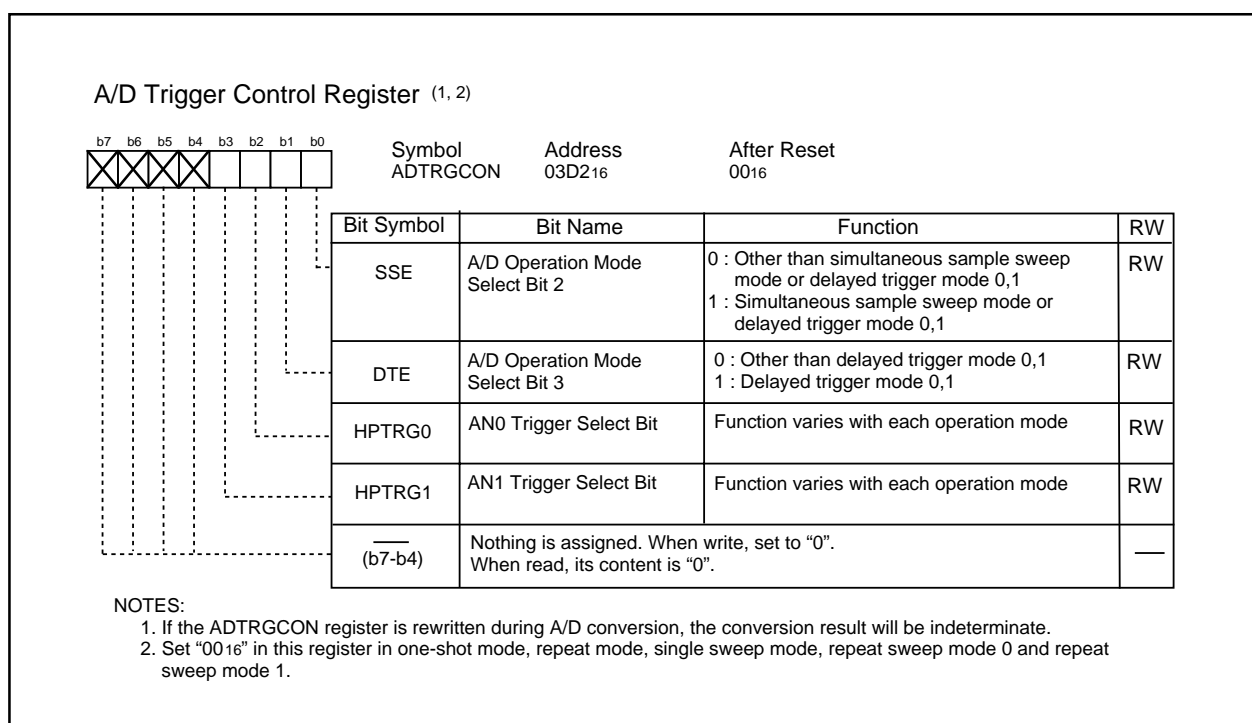 A/D Trigger Control Register (1, 2)
b7 b6 b5 b4 b3 b2 b1 b0
Symbol Address After Reset
ADTRGCON 03D216 0016
Bit Symbol Bit Name Function RW
SSE A/D Operation Mode Select Bit 2 0 : Other than simultaneous sample sweep mode or delayed trigger mode 0,1 RW
1 : Simultaneous sample sweep mode or delayed trigger mode 0,1
DTE A/D Operation Mode Select Bit 3 0 : Other than delayed trigger mode 0,1 RW
1 : Delayed trigger mode 0,1
HPTRG0 AN0 Trigger Select Bit Function varies with each operation mode RW
HPTRG1 AN1 Trigger Select Bit Function varies with each operation mode RW
(b7-b4) Nothing is assigned. When write, set to “0”.
When read, its content is “0”.
NOTES:
1. If the ADTRGCON register is rewritten during A/D conversion, the conversion result will be indeterminate.
2. Set “0016” in this register in one-shot mode, repeat mode, single sweep mode, repeat sweep mode 0 and repeat
sweep mode 1.